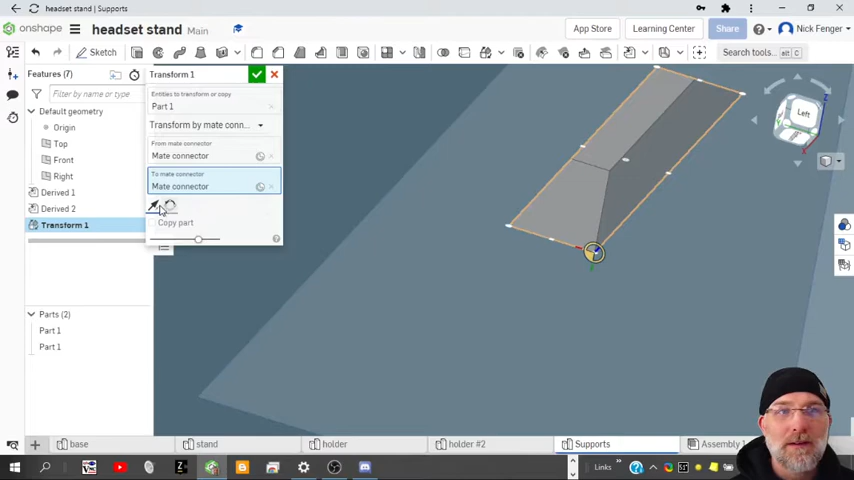 headset stand | Supports
onshape
headset stand
Main
App Store
Learning Center
Share
Nick Fenger
Sketch
Search tools...
alt/
c
Features (7)
Filter by name or type
Default geometry
Origin
Top
Front
Right
Derived 1
Derived 2
Transform 1
Transform 1
Entities to transform or copy
Part 1
Transform by mate conn...
From mate connector
Mate connector
To mate connector
Mate connector
Copy part
Left
Z
Parts (2)
Part 1
Part 1
base
stand
holder
holder #2
Supports
Assembly 1
Links